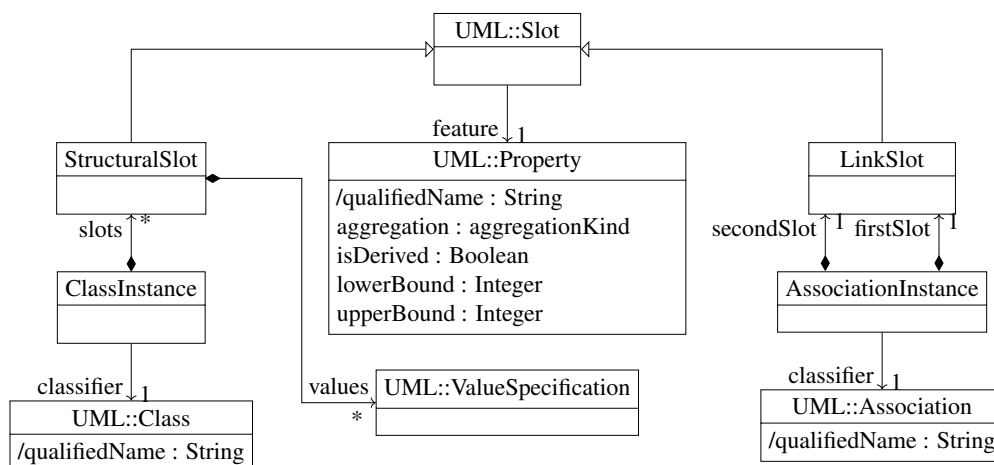 UML::Slot
feature
1
StructuralSlot
UML::Property
/qualifiedName : String
aggregation : aggregationKind
isDerived : Boolean
lowerBound : Integer
upperBound : Integer
LinkSlot
slots
*
secondSlot
1
firstSlot
1
ClassInstance
AssociationInstance
classifier
1
values
*
UML::ValueSpecification
classifier
1
UML::Class
/qualifiedName : String
UML::Association
/qualifiedName : String